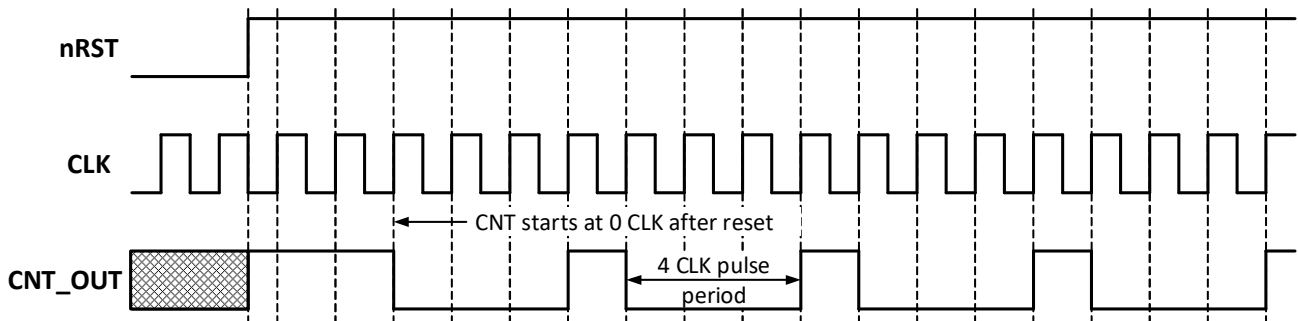 nRST
CLK
CNT starts at 0 CLK after reset
CNT_OUT
4 CLK pulse
period